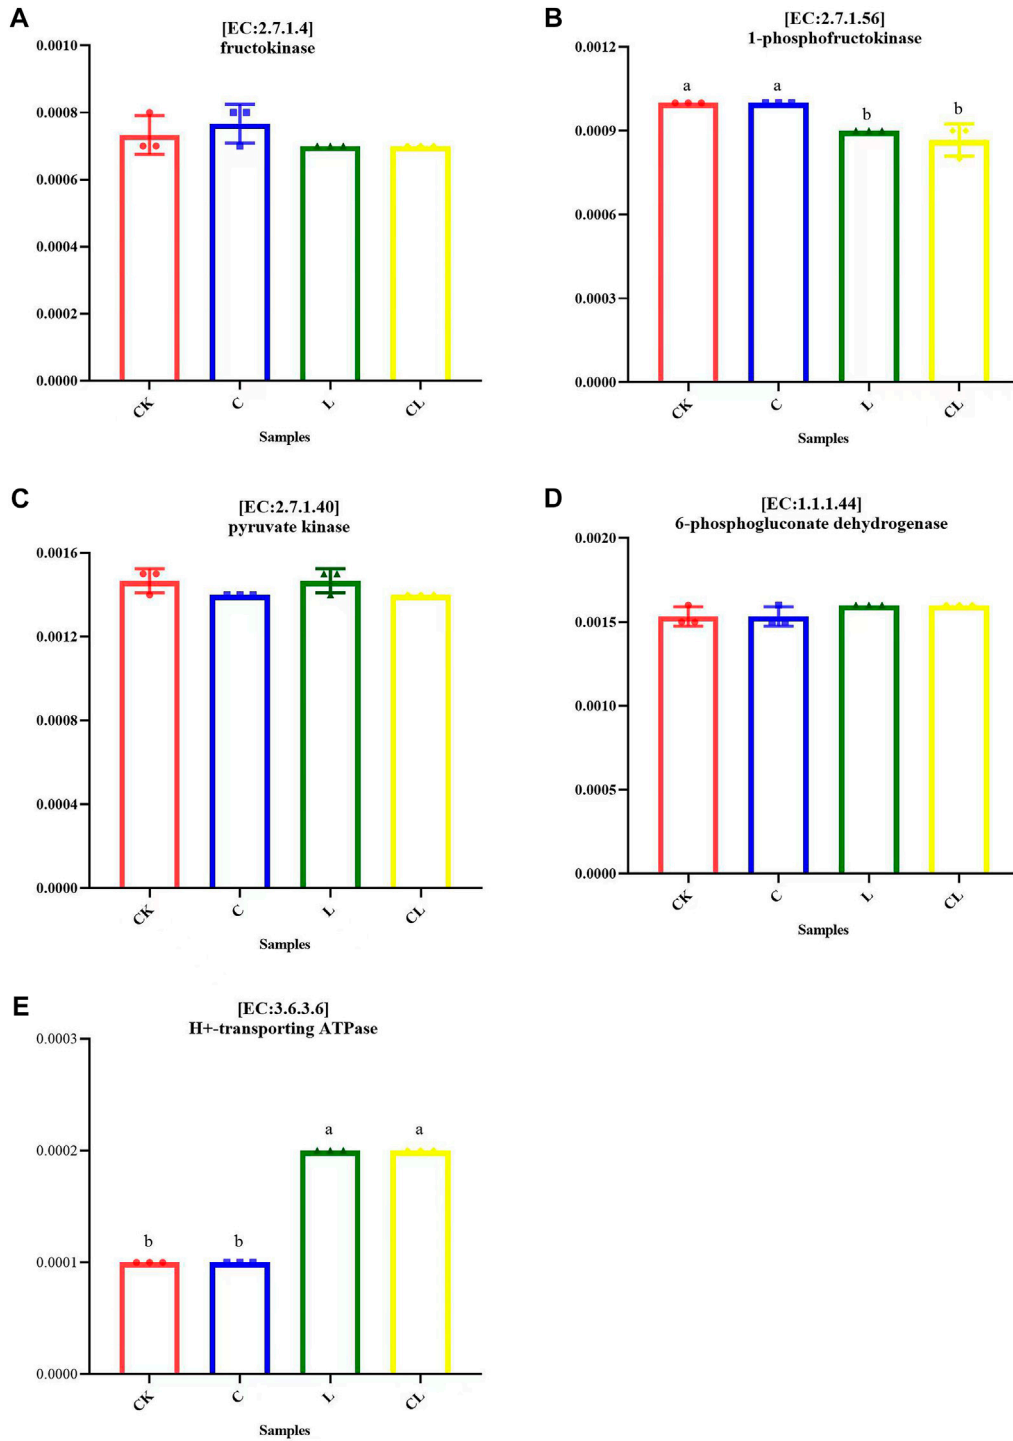 A
[EC:2.7.1.4]
fructokinase
0.0010
0.0008
0.0006
0.0004
0.0002
0.0000
CK
C
L
CL
Samples
B
[EC:2.7.1.56]
1-phosphofructokinase
0.0012
0.0009
0.0006
0.0003
0.0000
a
a
b
b
CK
C
L
CL
Samples
C
[EC:2.7.1.40]
pyruvate kinase
0.0016
0.0012
0.0008
0.0004
0.0000
CK
C
L
CL
Samples
D
[EC:1.1.1.44]
6-phosphogluconate dehydrogenase
0.0020
0.0015
0.0010
0.0005
0.0000
CK
C
L
CL
Samples
E
[EC:3.6.3.6]
H+-transporting ATPase
0.0003
0.0002
0.0001
0.0000
b
b
a
a
CK
C
L
CL
Samples